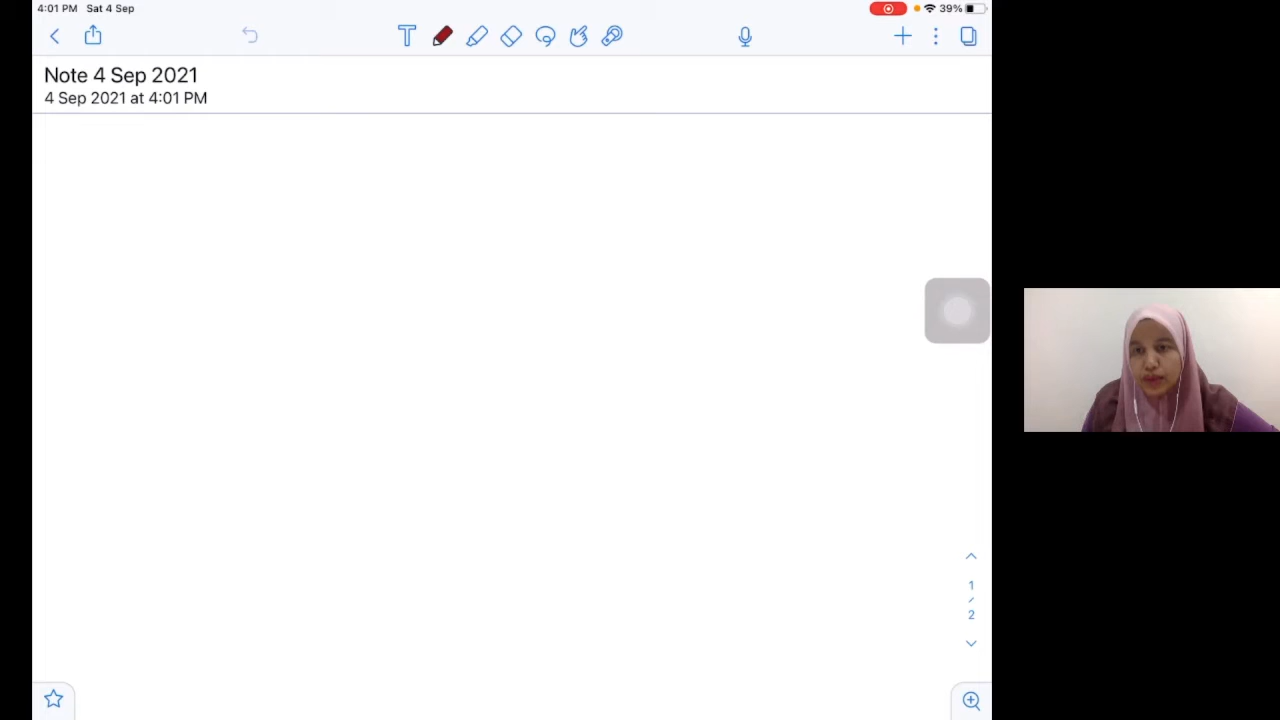 4:01 PM Sat 4 Sep
39%
T
Note 4 Sep 2021
4 Sep 2021 at 4:01 PM
1
/
2